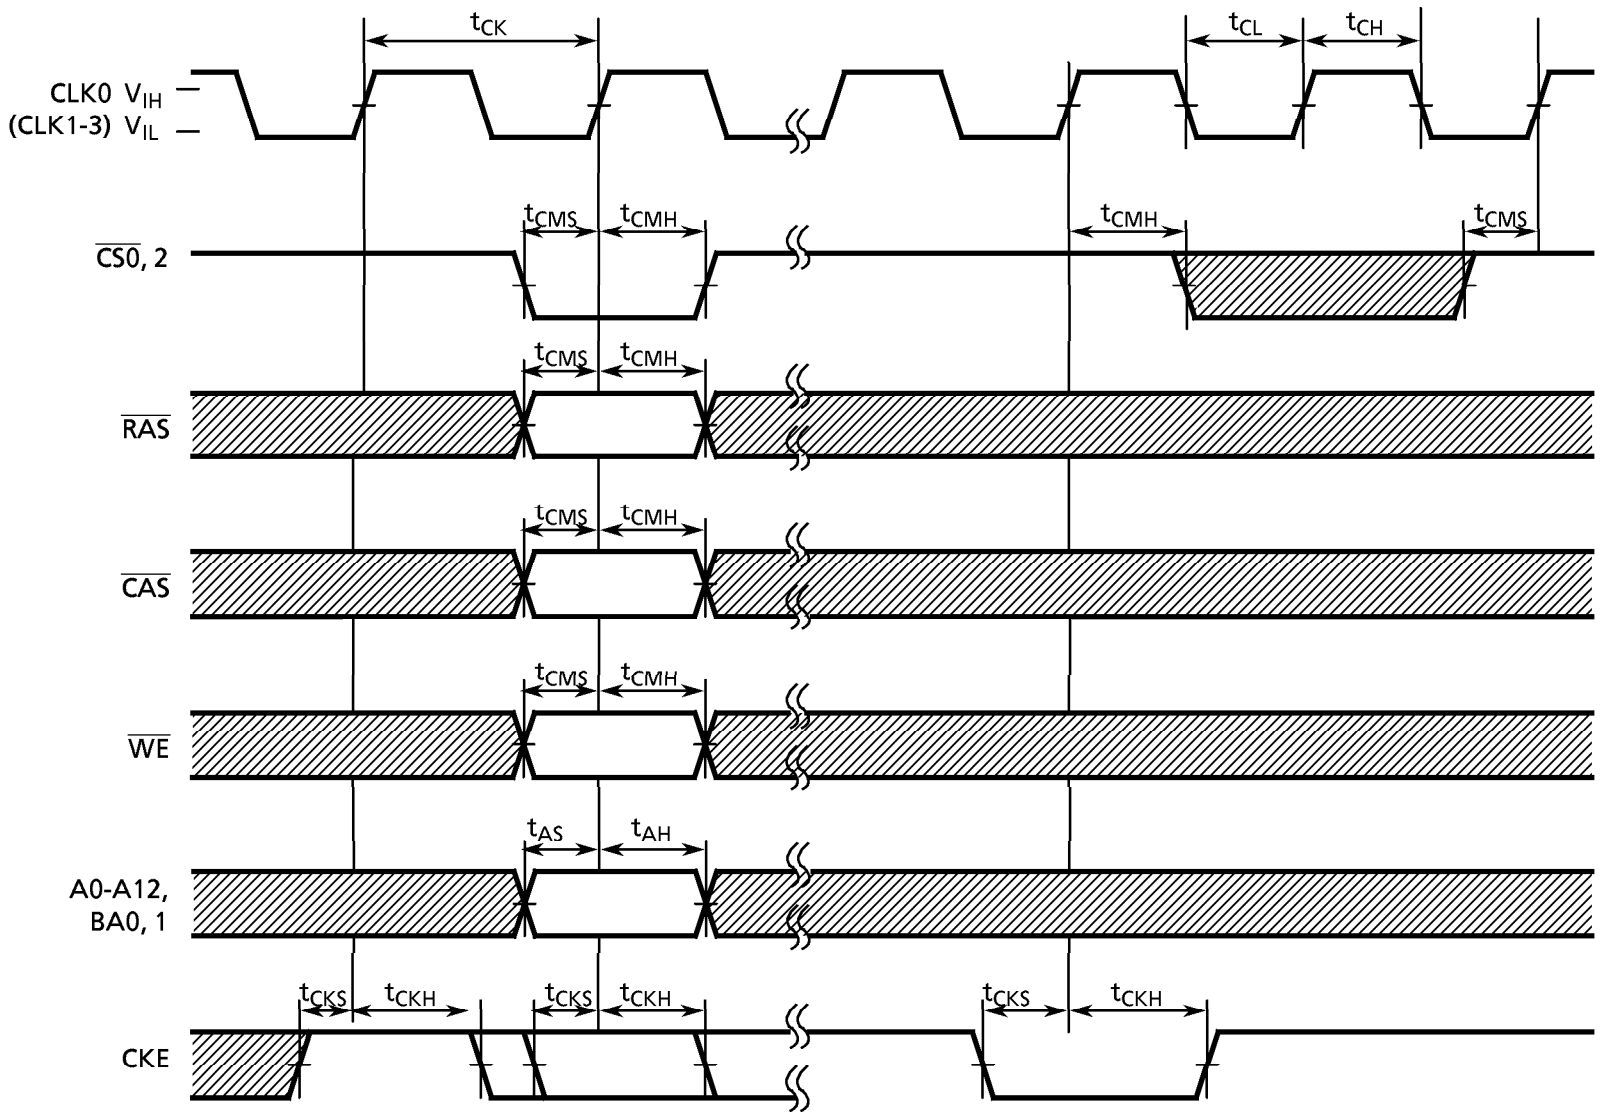 tCK tCL tCH
CLK0 VIH
(CLK1-3) VIL
tCMS tCMH tCMH tCMS
CS0, 2
tCMS tCMH
RAS
tCMS tCMH
CAS
tCMS tCMH
WE
tAS tAH
A0-A12,
BA0, 1
tCKS tCKH tCKS tCKH tCKS tCKH
CKE